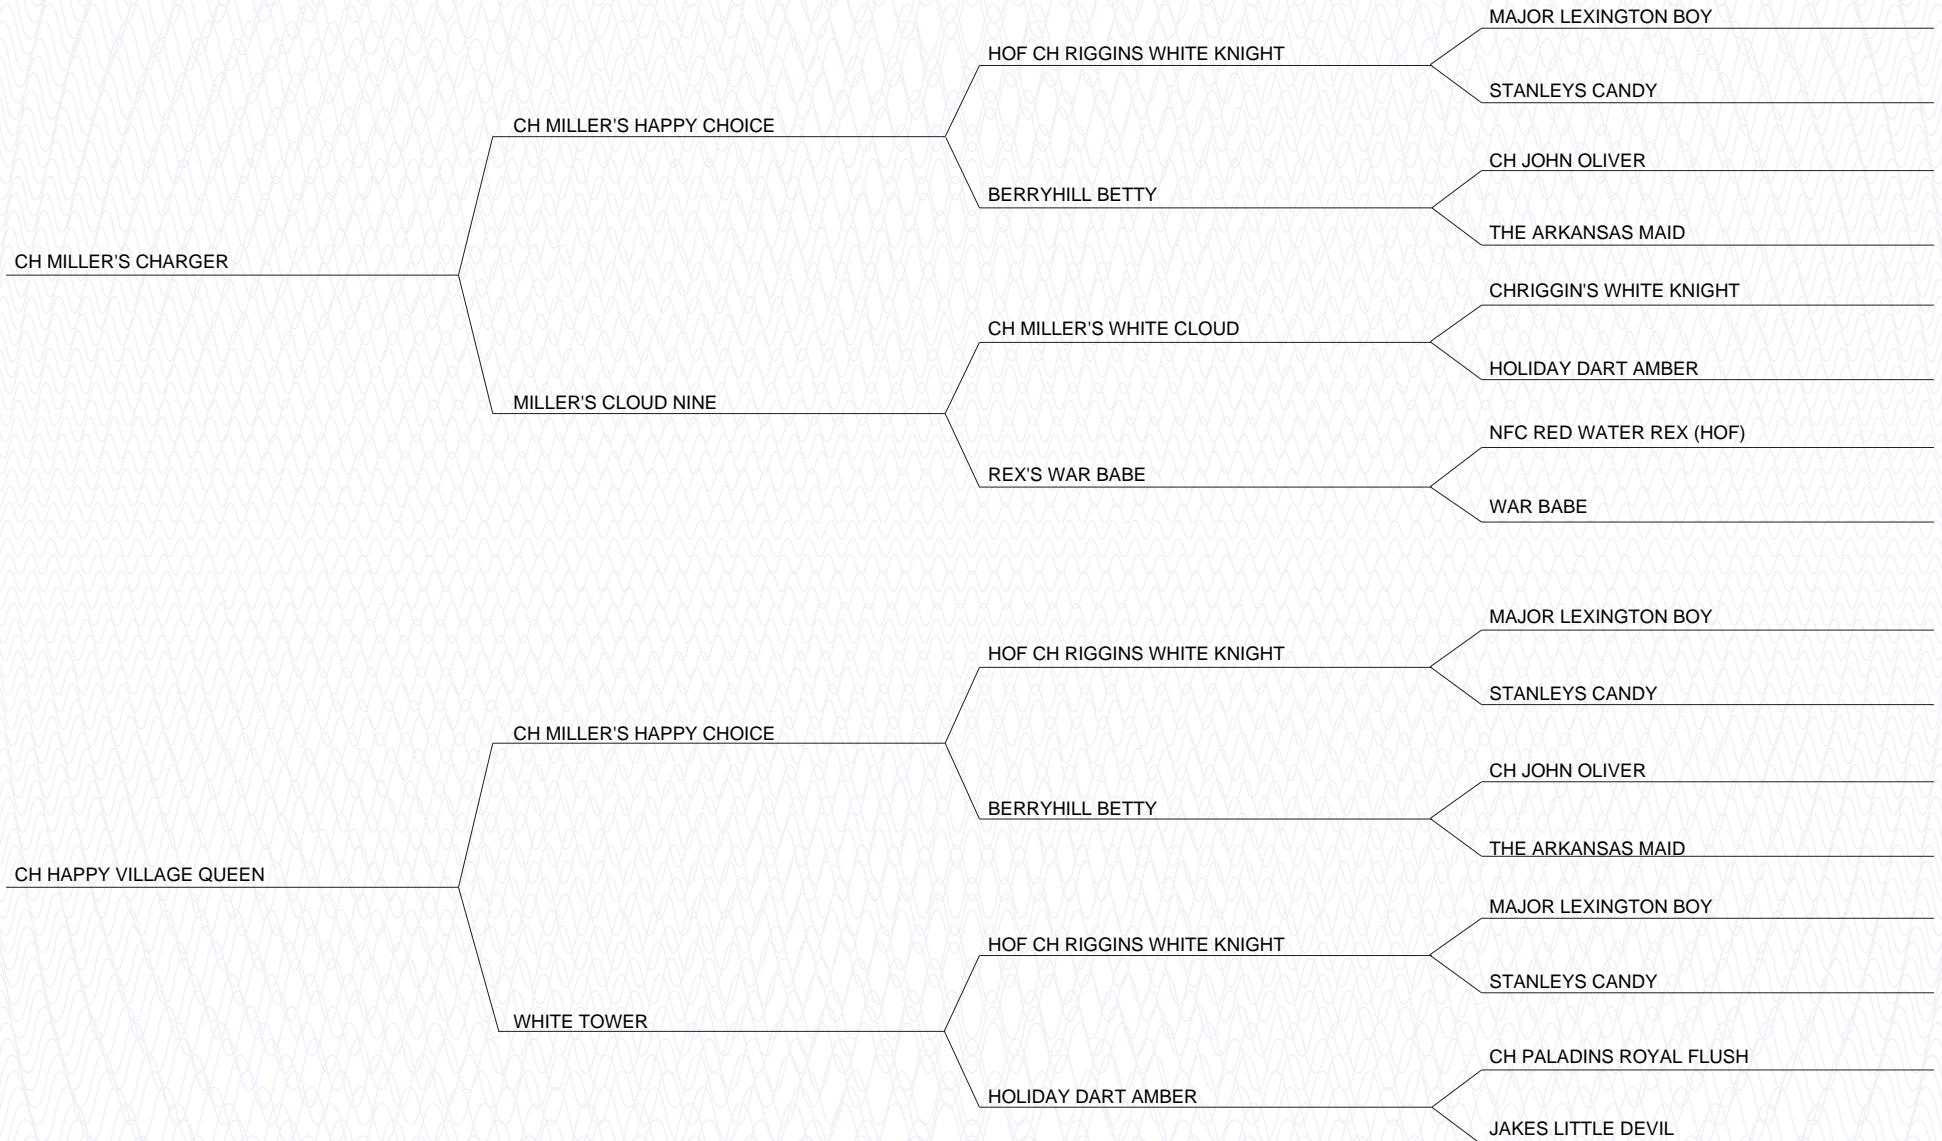 MAJOR LEXINGTON BOY
HOF CH RIGGINS WHITE KNIGHT
STANLEYS CANDY
CH MILLER'S HAPPY CHOICE
CH JOHN OLIVER
BERRYHILL BETTY
THE ARKANSAS MAID
CH MILLER'S CHARGER
CHRIGGIN'S WHITE KNIGHT
CH MILLER'S WHITE CLOUD
HOLIDAY DART AMBER
MILLER'S CLOUD NINE
NFC RED WATER REX (HOF)
REX'S WAR BABE
WAR BABE
MAJOR LEXINGTON BOY
HOF CH RIGGINS WHITE KNIGHT
STANLEYS CANDY
CH MILLER'S HAPPY CHOICE
CH JOHN OLIVER
BERRYHILL BETTY
THE ARKANSAS MAID
CH HAPPY VILLAGE QUEEN
MAJOR LEXINGTON BOY
HOF CH RIGGINS WHITE KNIGHT
STANLEYS CANDY
WHITE TOWER
CH PALADINS ROYAL FLUSH
HOLIDAY DART AMBER
JAKES LITTLE DEVIL